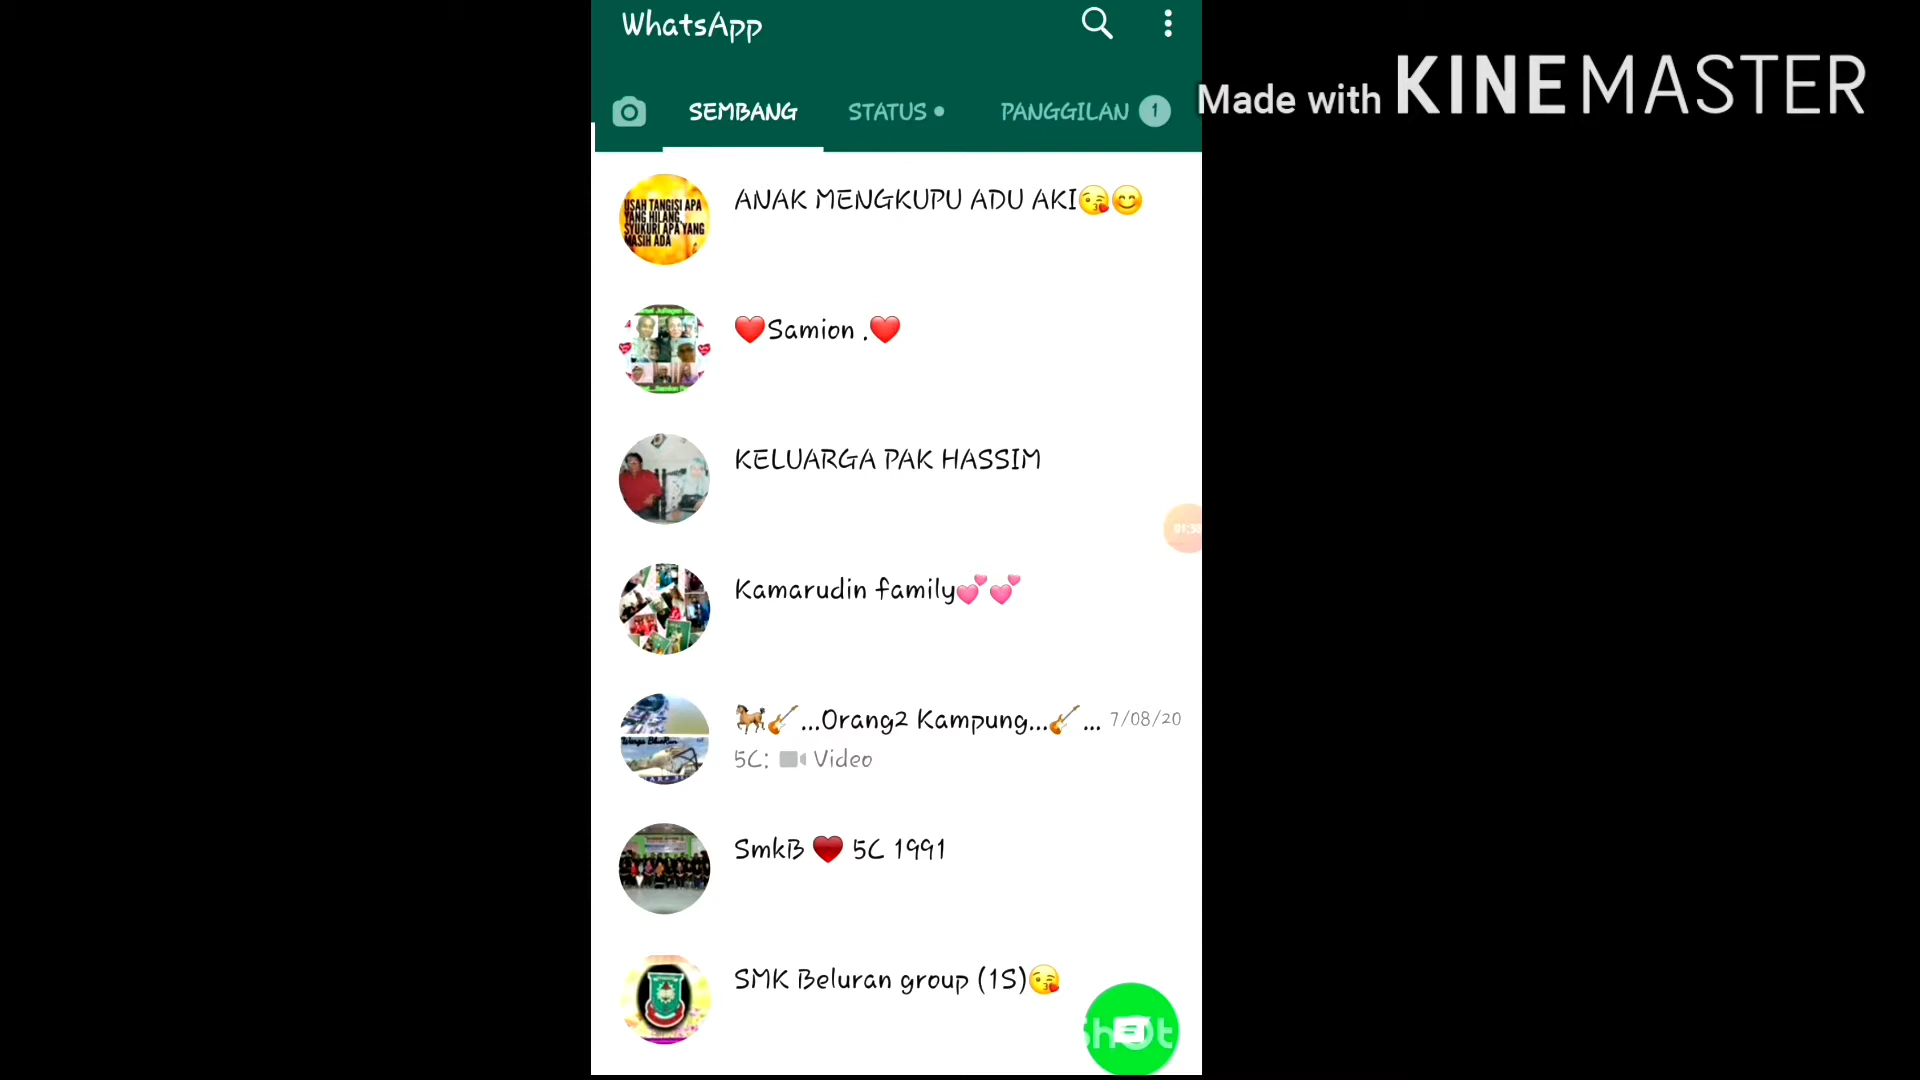 WhatsApp
Made with KINEMASTER
SEMBANG STATUS PANGGILAN 1
ANAK MENGKUPU ADU AKI😘😊
USAH TANGISI APA
YANG HILANG,
SYUKURI APA YANG
MASIH ADA
❤️Samion .❤️
KELUARGA PAK HASSIM
01:38
Kamarudin family💕💕
🐎🎸...Orang2 Kampung...🎸... 7/08/20
5C: Video
SmkB ❤️ 5C 1991
SMK Beluran group (1S)😘